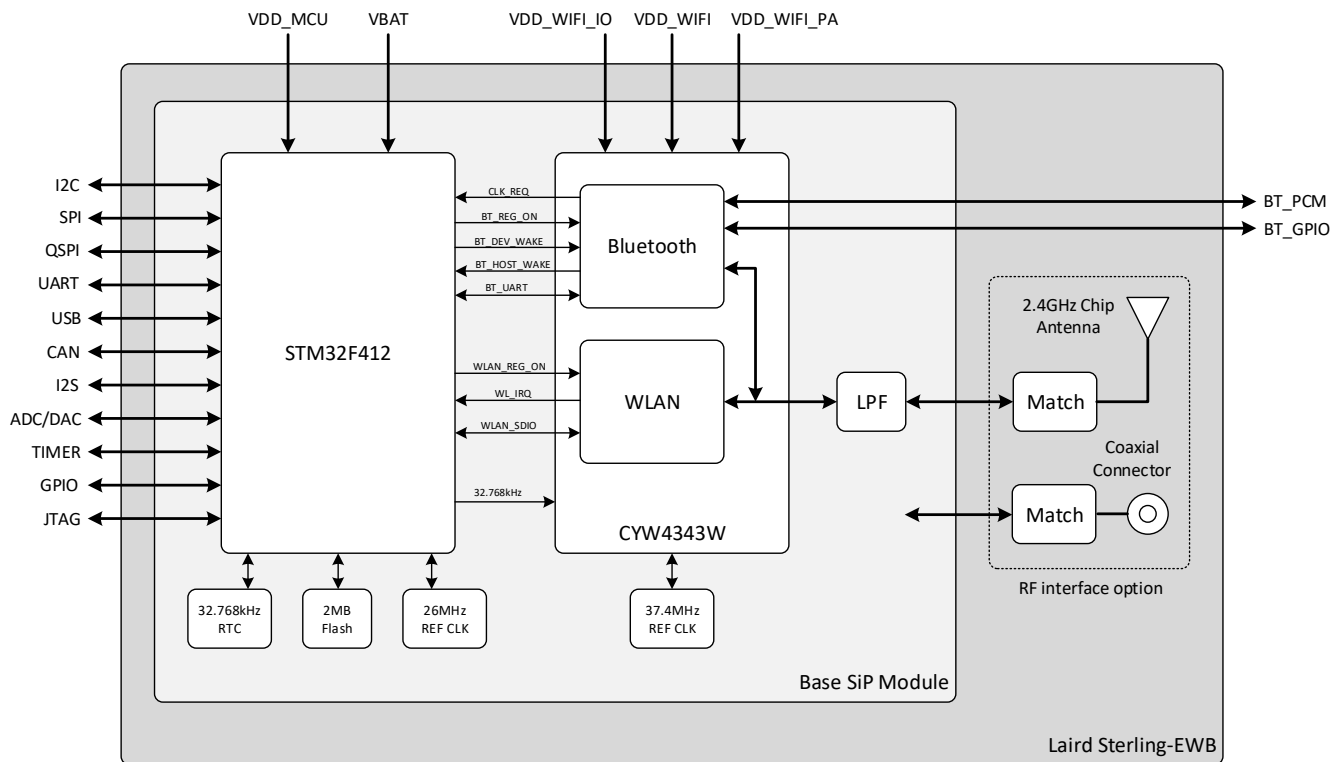 VDD_MCU
VBAT
VDD_WIFI_IO
VDD_WIFI
VDD_WIFI_PA
I2C
SPI
QSPI
UART
USB
CAN
I2S
ADC/DAC
TIMER
GPIO
JTAG
STM32F412
CLK_REQ
BT_REG_ON
BT_DEV_WAKE
BT_HOST_WAKE
BT_UART
WLAN_REG_ON
WL_IRQ
WLAN_SDIO
32.768kHz
Bluetooth
WLAN
CYW4343W
BT_PCM
BT_GPIO
LPF
2.4GHz Chip
Antenna
Match
Coaxial
Connector
Match
RF interface option
32.768kHz
RTC
2MB
Flash
26MHz
REF CLK
37.4MHz
REF CLK
Base SiP Module
Laird Sterling-EWB